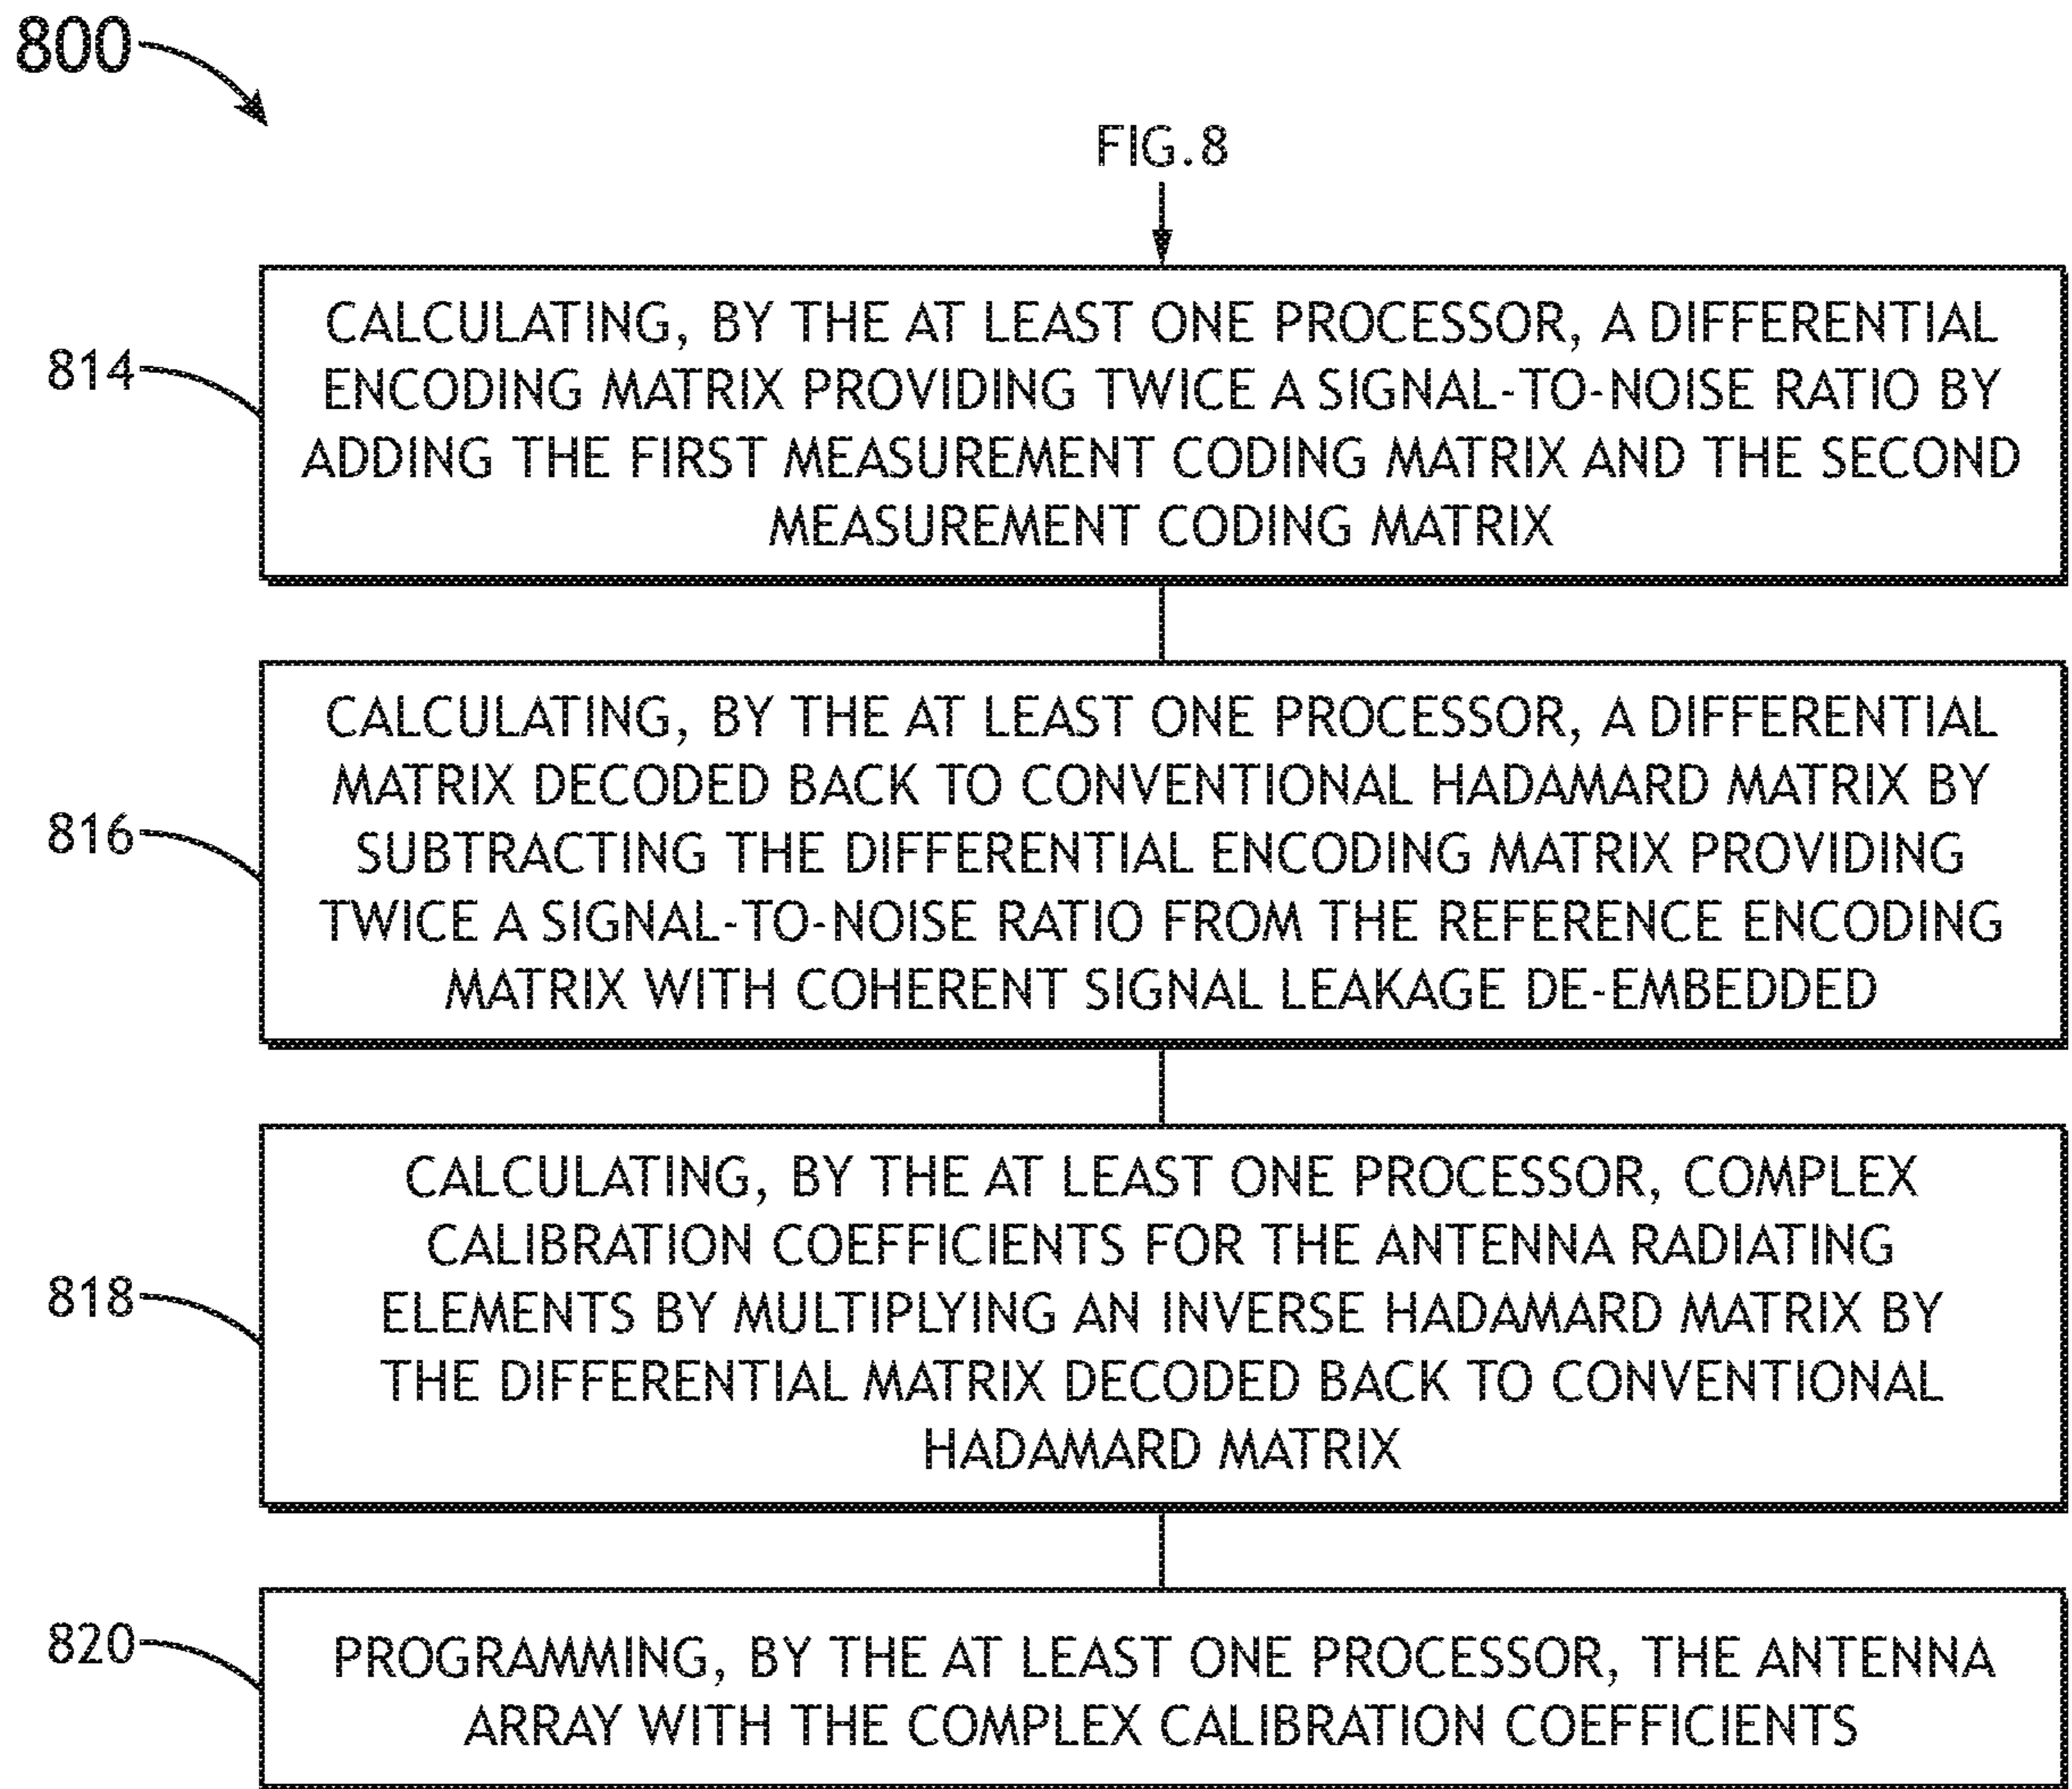 800
FIG.8
814
CALCULATING, BY THE AT LEAST ONE PROCESSOR, A DIFFERENTIAL
ENCODING MATRIX PROVIDING TWICE A SIGNAL-TO-NOISE RATIO BY
ADDING THE FIRST MEASUREMENT CODING MATRIX AND THE SECOND
MEASUREMENT CODING MATRIX
816
CALCULATING, BY THE AT LEAST ONE PROCESSOR, A DIFFERENTIAL
MATRIX DECODED BACK TO CONVENTIONAL HADAMARD MATRIX BY
SUBTRACTING THE DIFFERENTIAL ENCODING MATRIX PROVIDING
TWICE A SIGNAL-TO-NOISE RATIO FROM THE REFERENCE ENCODING
MATRIX WITH COHERENT SIGNAL LEAKAGE DE-EMBEDDED
818
CALCULATING, BY THE AT LEAST ONE PROCESSOR, COMPLEX
CALIBRATION COEFFICIENTS FOR THE ANTENNA RADIATING
ELEMENTS BY MULTIPLYING AN INVERSE HADAMARD MATRIX BY
THE DIFFERENTIAL MATRIX DECODED BACK TO CONVENTIONAL
HADAMARD MATRIX
820
PROGRAMMING, BY THE AT LEAST ONE PROCESSOR, THE ANTENNA
ARRAY WITH THE COMPLEX CALIBRATION COEFFICIENTS